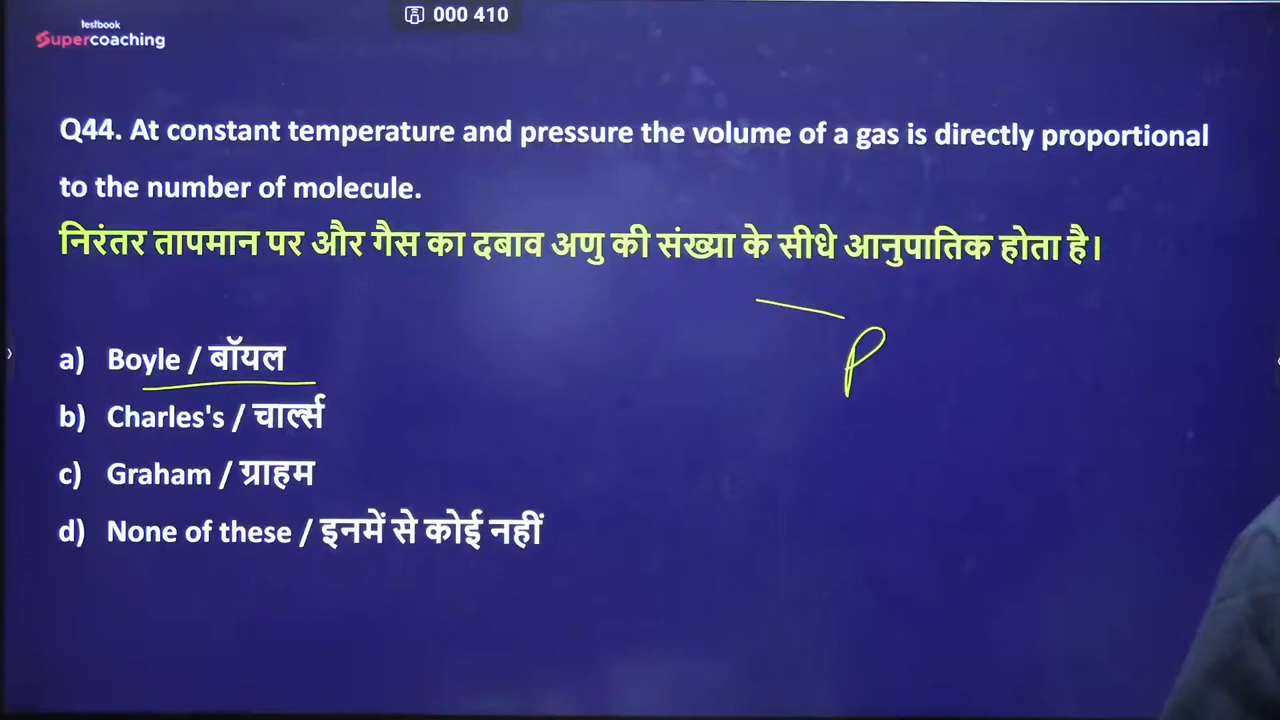 testbook
Supercoaching
000 410
Q44. At constant temperature and pressure the volume of a gas is directly proportional
to the number of molecule.
निरंतर तापमान पर और गैस का दबाव अणु की संख्या के सीधे आनुपातिक होता है।
a) Boyle / बॉयल
b) Charles's / चार्ल्स
c) Graham / ग्राहम
d) None of these / इनमें से कोई नहीं
P